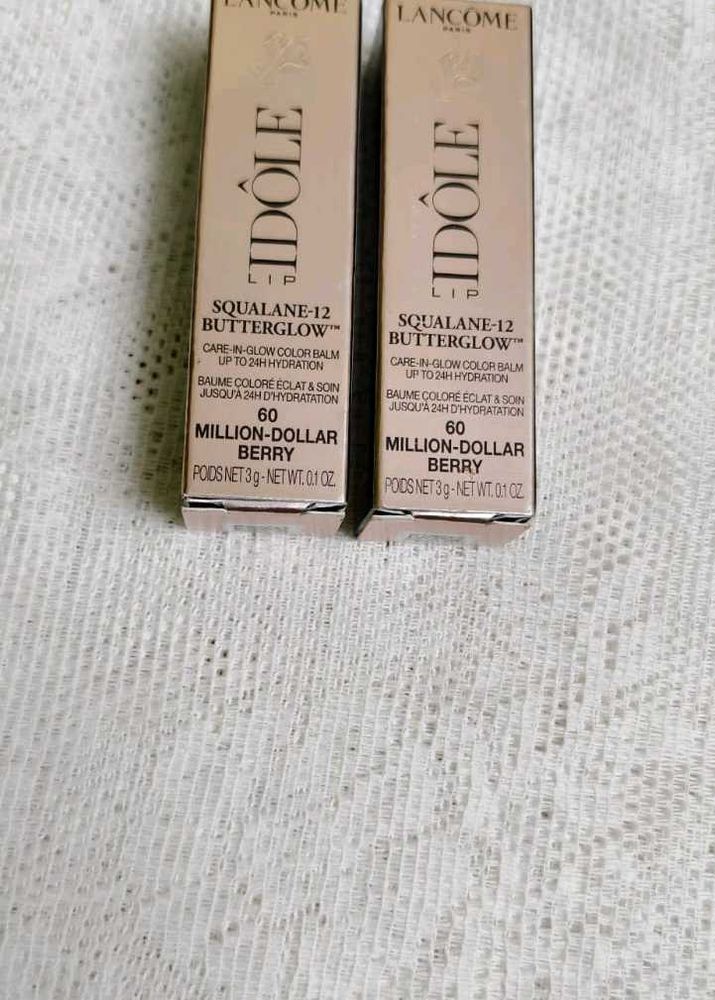 LANCÔME
PARIS
LIP IDÔLE
SQUALANE-12
BUTTERGLOW™
CARE-IN-GLOW COLOR BALM
UP TO 24H HYDRATION
BAUME COLORÉ ÉCLAT & SOIN
JUSQU'À 24H D'HYDRATATION
60
MILLION-DOLLAR
BERRY
POIDS NET 3 g - NET WT. 0.1 OZ.
LANCÔME
PARIS
LIP IDÔLE
SQUALANE-12
BUTTERGLOW™
CARE-IN-GLOW COLOR BALM
UP TO 24H HYDRATION
BAUME COLORÉ ÉCLAT & SOIN
JUSQU'À 24H D'HYDRATATION
60
MILLION-DOLLAR
BERRY
POIDS NET 3 g - NET WT. 0.1 OZ.